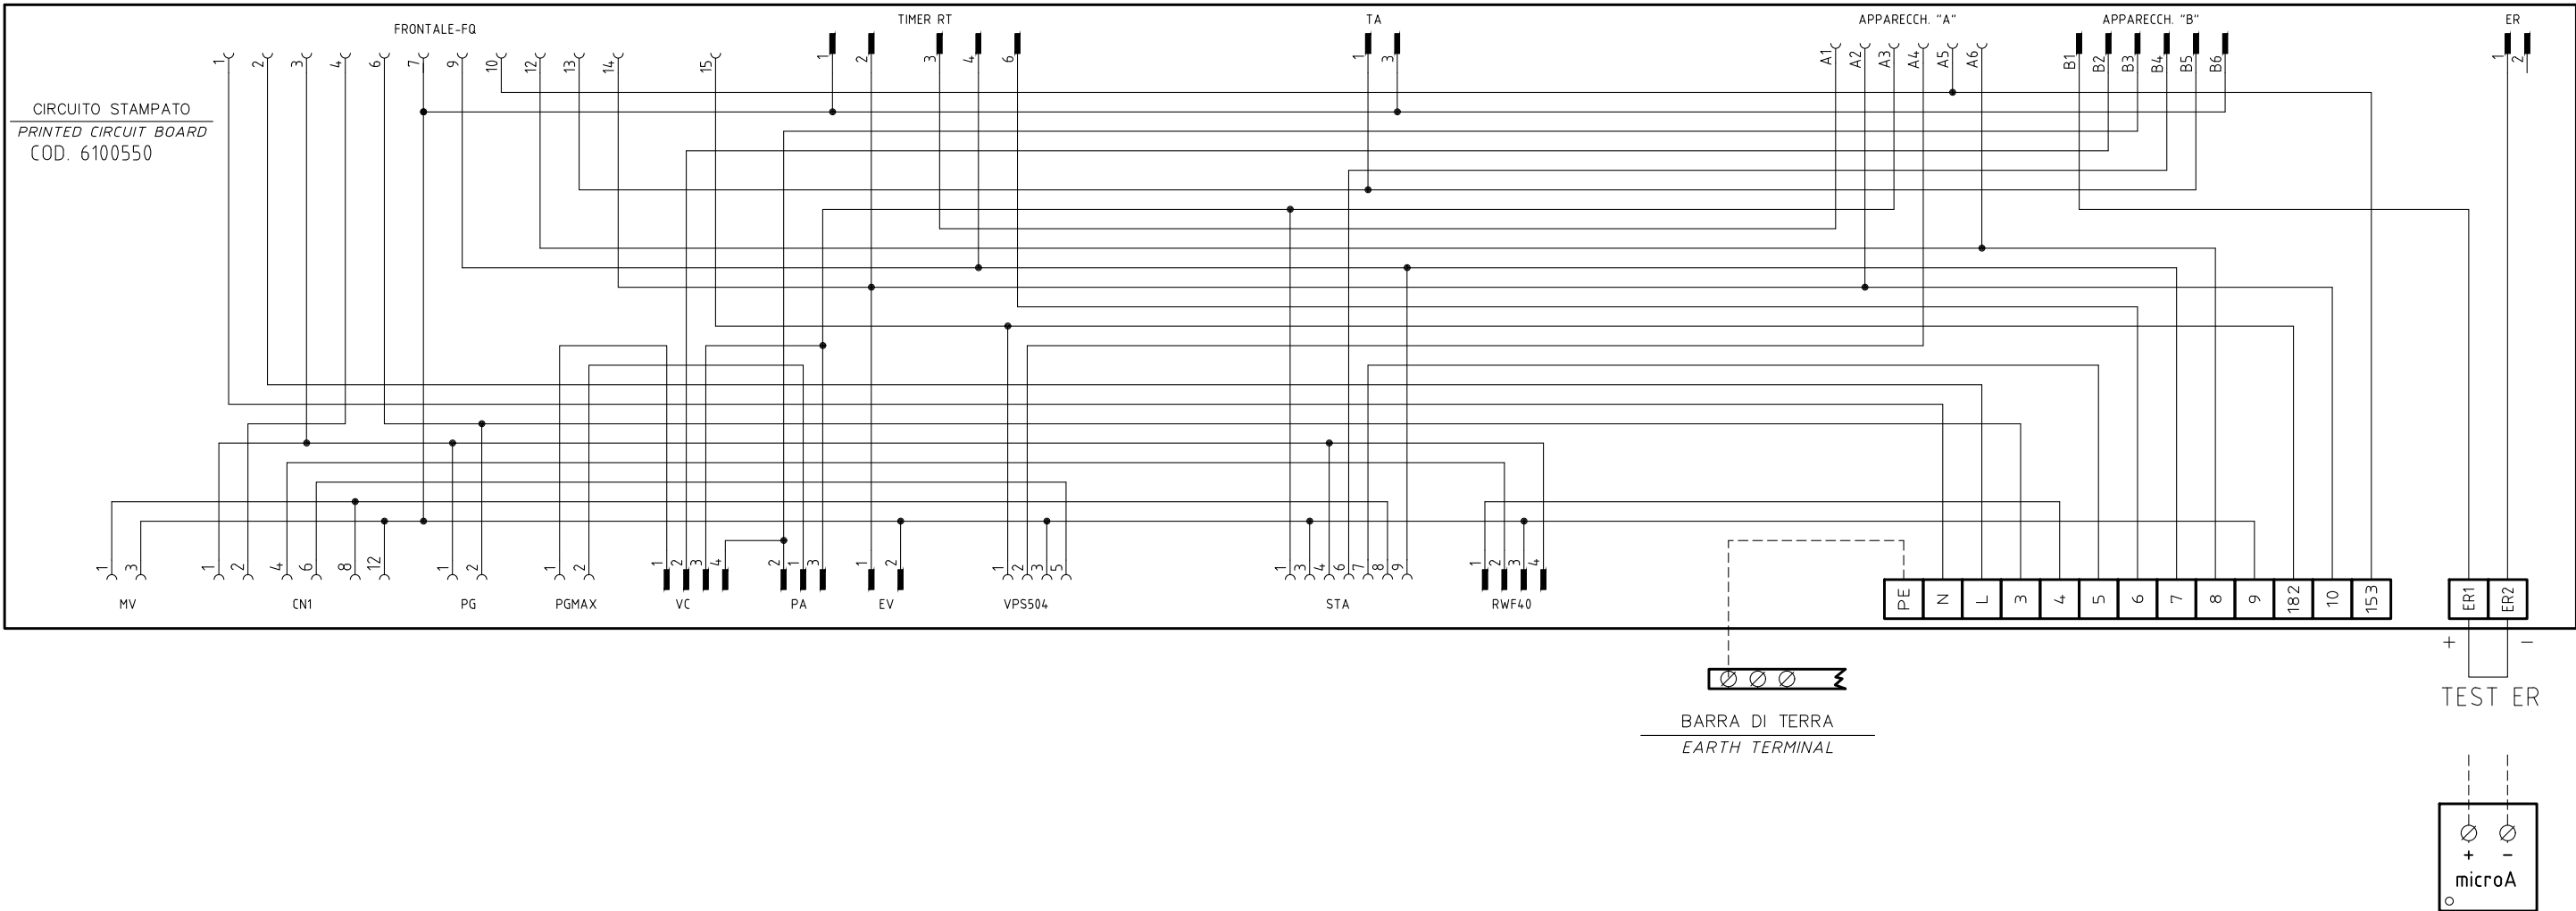 FRONTALE-FQ
TIMER RT
TA
APPARECCH. "A"
APPARECCH. "B"
ER
1 2 3 4 6 7 9 10 12 13 14 15
1 2 3 4 6
1 3
A1 A2 A3 A4 A5 A6
B1 B2 B3 B4 B5 B6
1 2
CIRCUITO STAMPATO
PRINTED CIRCUIT BOARD
COD. 6100550
1 3
1 2 4 6 8 12
1 2
1 2
1 2 3 4
2 1 3
1 2
1 2 3 5
1 3 4 6 7 8 9
1 2 3 4
MV
CN1
PG
PGMAX
VC
PA
EV
VPS504
STA
RWF40
PE N L 3 4 5 6 7 8 9 182 10 153
ER1 ER2
+ −
TEST ER
BARRA DI TERRA
EARTH TERMINAL
+ −
microA